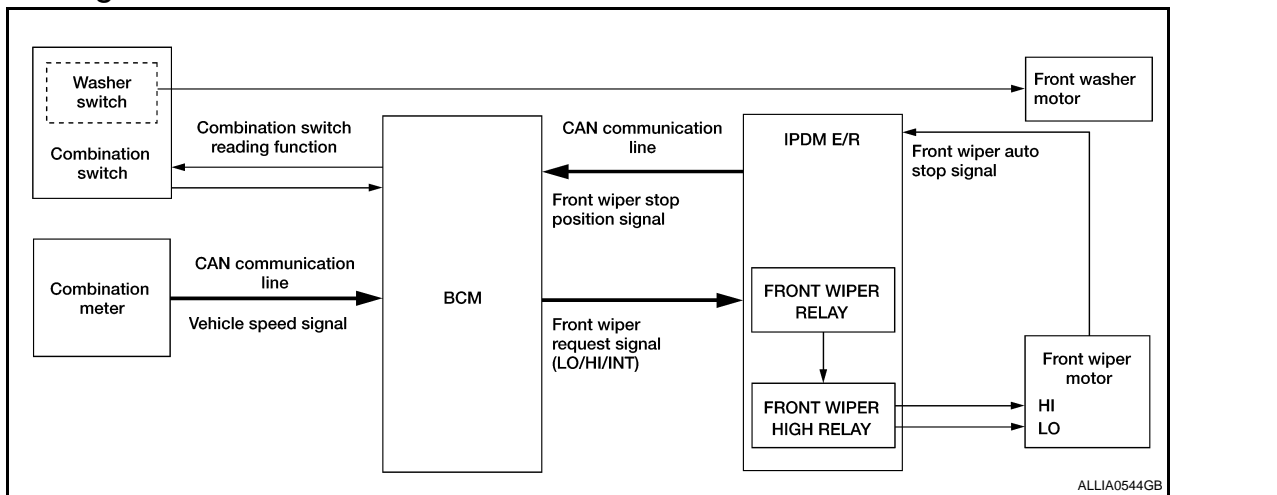 Washer
switch
Combination
switch
Combination switch
reading function
Combination
meter
CAN communication
line
Vehicle speed signal
BCM
CAN communication
line
Front wiper stop
position signal
Front wiper
request signal
(LO/HI/INT)
IPDM E/R
FRONT WIPER
RELAY
FRONT WIPER
HIGH RELAY
Front washer
motor
Front wiper auto
stop signal
Front wiper
motor
HI
LO
ALLIA0544GB